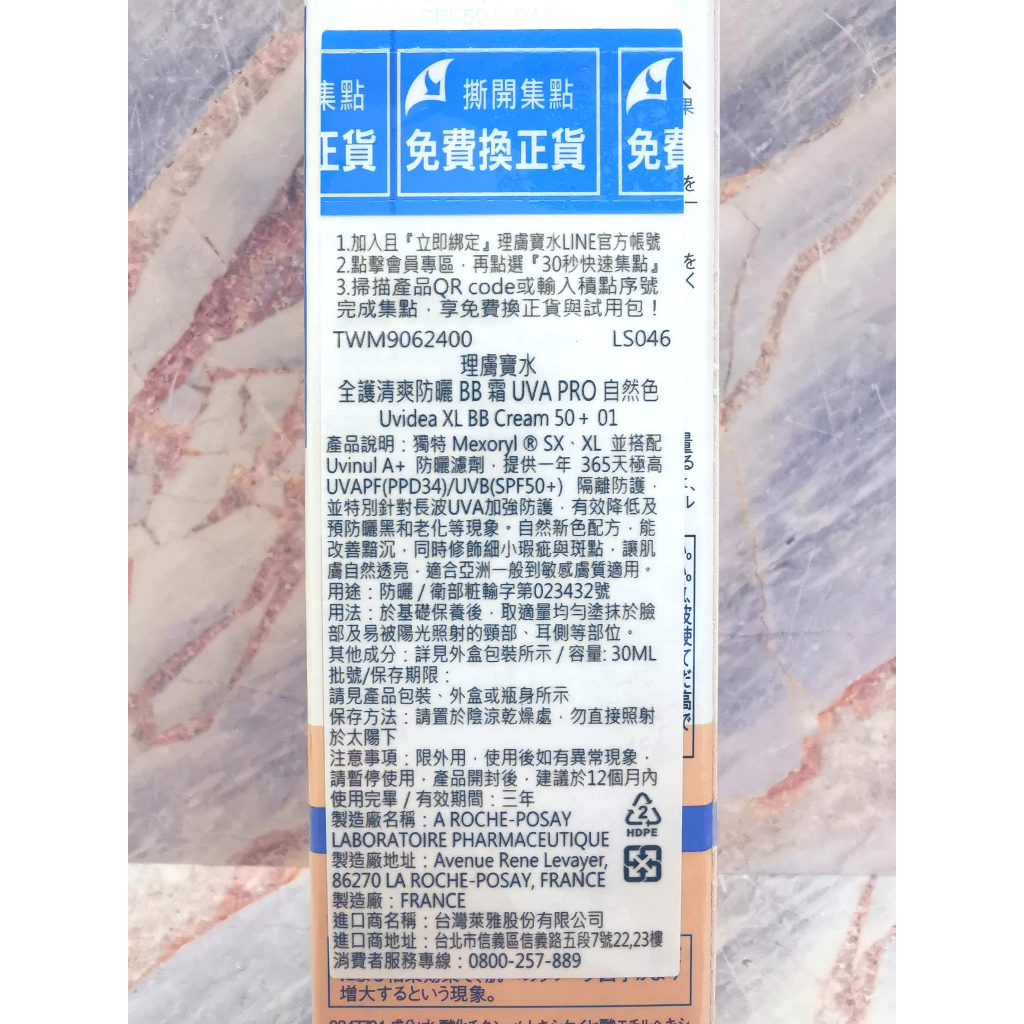 SPF50+ PA
集點
正貨
撕開集點
免費換正貨
免費
1.加入且『立即綁定』理膚寶水LINE官方帳號
2.點擊會員專區，再點選『30秒快速集點』
3.掃描產品QR code或輸入積點序號
完成集點，享免費換正貨與試用包！
TWM9062400 LS046
理膚寶水
全護清爽防曬 BB 霜 UVA PRO 自然色
Uvidea XL BB Cream 50+ 01
產品說明：獨特 Mexoryl ® SX、XL 並搭配
Uvinul A+ 防曬濾劑，提供一年 365天極高
UVAPF(PPD34)/UVB(SPF50+) 隔離防護，
並特別針對長波UVA加強防護，有效降低及
預防曬黑和老化等現象。自然新色配方，能
改善黯沉，同時修飾細小瑕疵與斑點，讓肌
膚自然透亮，適合亞洲一般到敏感膚質適用。
用途：防曬 / 衛部粧輸字第023432號
用法：於基礎保養後，取適量均勻塗抹於臉
部及易被陽光照射的頸部、耳側等部位。
其他成分：詳見外盒包裝所示 / 容量: 30ML
批號/保存期限：
請見產品包裝、外盒或瓶身所示
保存方法：請置於陰涼乾燥處，勿直接照射
於太陽下
注意事項：限外用，使用後如有異常現象，
請暫停使用，產品開封後，建議於12個月內
使用完畢 / 有效期間：三年
製造廠名稱：A ROCHE-POSAY
LABORATOIRE PHARMACEUTIQUE
製造廠地址：Avenue Rene Levayer,
86270 LA ROCHE-POSAY, FRANCE
製造廠：FRANCE
進口商名稱：台灣萊雅股份有限公司
進口商地址：台北市信義區信義路五段7號22,23樓
消費者服務專線：0800-257-889
2
HDPE
果
を
をく
増大するという現象。